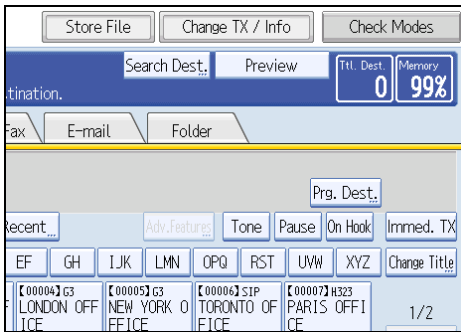 Store File Change TX / Info Check Modes
Search Dest. Preview Ttl. Dest. Memory
tination. 0 99%
Fax E-mail Folder
Prg. Dest.
Recent Adv.Features Tone Pause On Hook Immed. TX
EF GH IJK LMN OPQ RST UVW XYZ Change Title
【00004】G3 【00005】G3 【00006】SIP 【00007】H323
LONDON OFF NEW YORK O TORONTO OF PARIS OFFI 1/2
ICE FFICE FICE CE